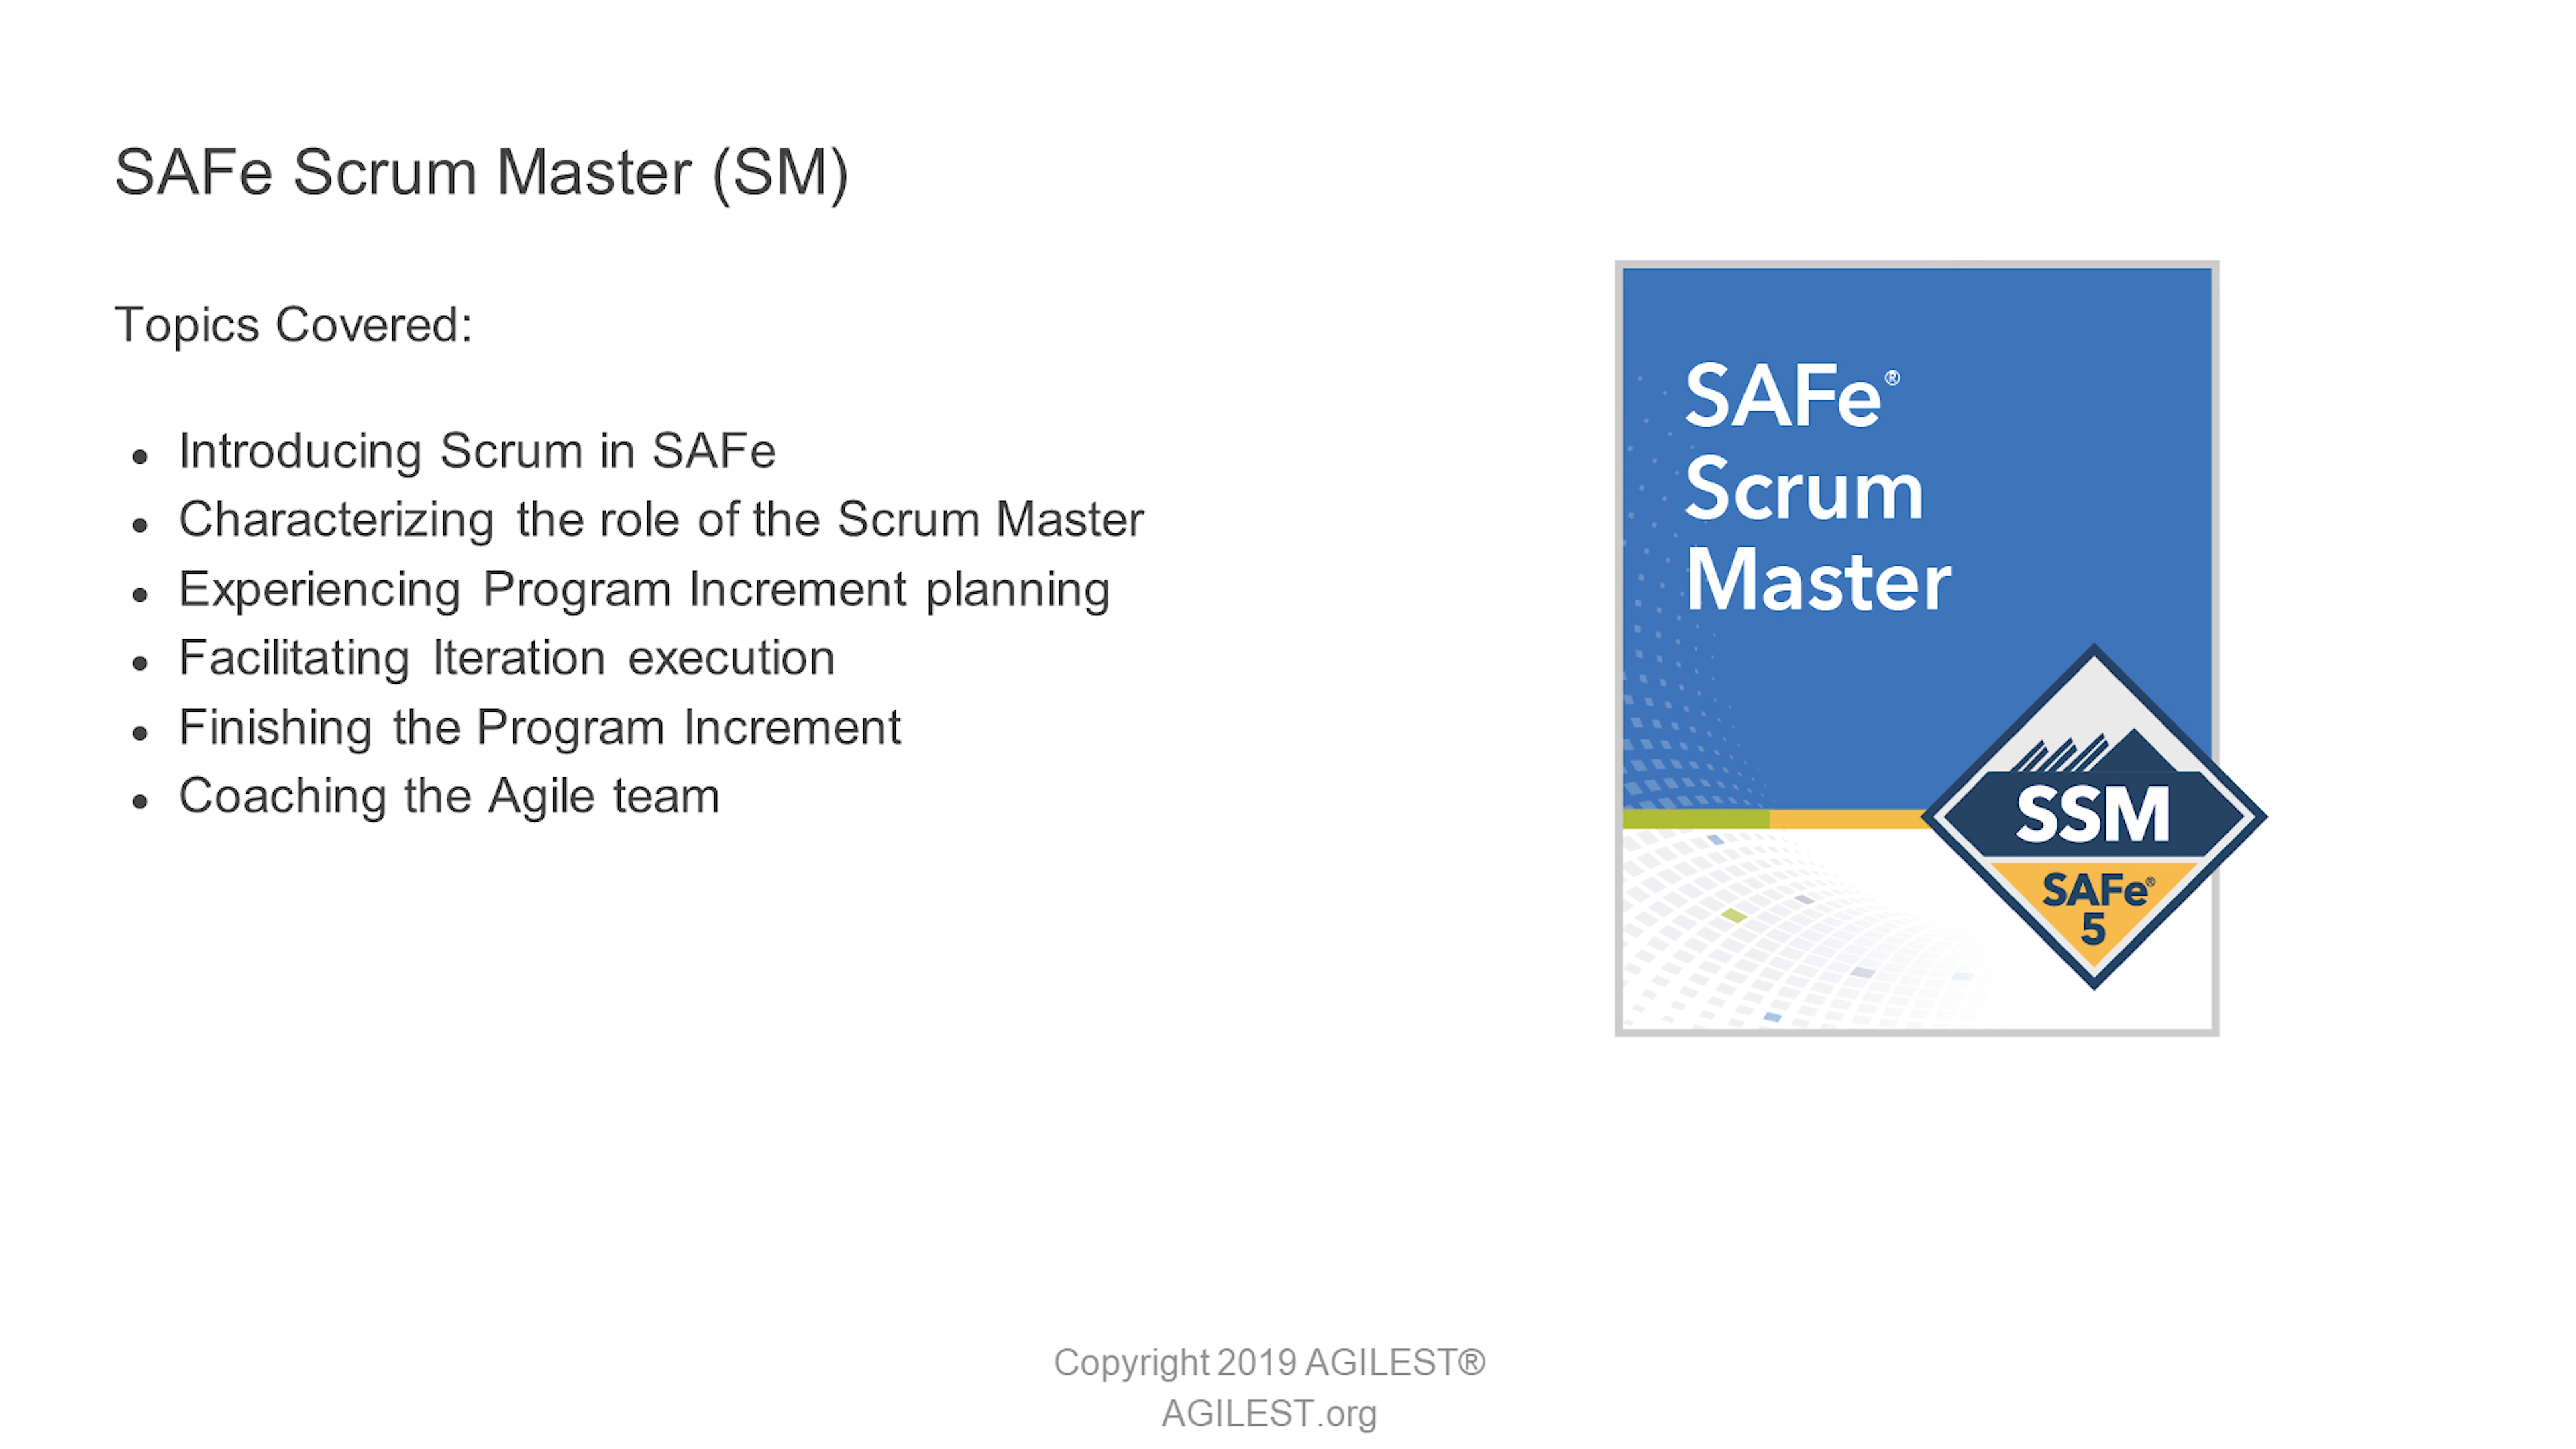 SAFe Scrum Master (SM)
Topics Covered:
• Introducing Scrum in SAFe
• Characterizing the role of the Scrum Master
• Experiencing Program Increment planning
• Facilitating Iteration execution
• Finishing the Program Increment
• Coaching the Agile team
SAFe®
Scrum
Master
SSM
SAFe®
5
Copyright 2019 AGILEST®
AGILEST.org